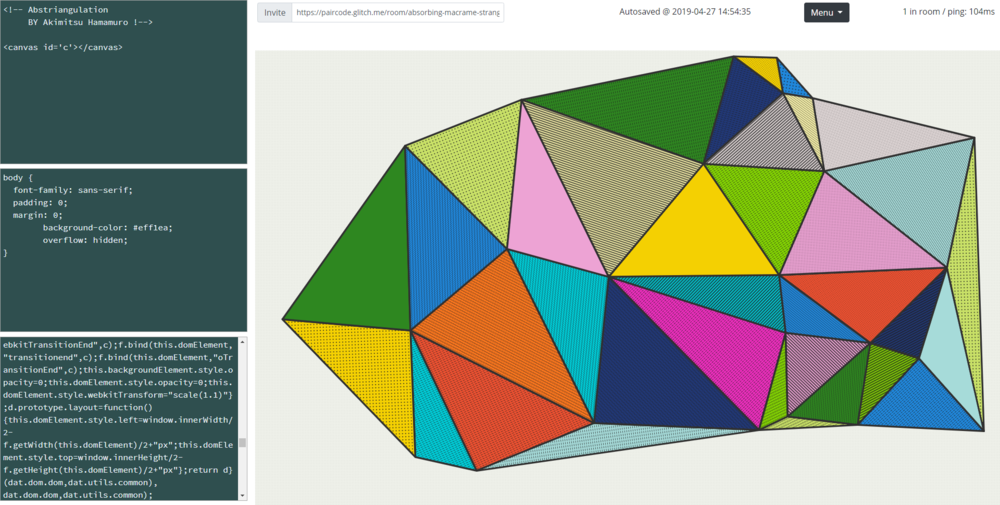 <!-- Abstriangulation
BY Akimitsu Hamamuro !-->
<canvas id='c'></canvas>
body {
font-family: sans-serif;
padding: 0;
margin: 0;
background-color: #eff1ea;
overflow: hidden;
}
ebkitTransitionEnd",c);f.bind(this.domElement,
"transitionend",c);f.bind(this.domElement,"oTr
ansitionEnd",c);this.backgroundElement.style.o
pacity=0;this.domElement.style.opacity=0;this.
domElement.style.webkitTransform="scale(1.1)"}
;d.prototype.layout=function()
{this.domElement.style.left=window.innerWidth/
2-
f.getWidth(this.domElement)/2+"px";this.domEle
ment.style.top=window.innerHeight/2-
f.getHeight(this.domElement)/2+"px"};return d}
(dat.dom.dom,dat.utils.common),
dat.dom.dom,dat.utils.common);
Invite https://paircode.glitch.me/room/absorbing-macrame-strang Autosaved @ 2019-04-27 14:54:35 Menu 1 in room / ping: 104ms